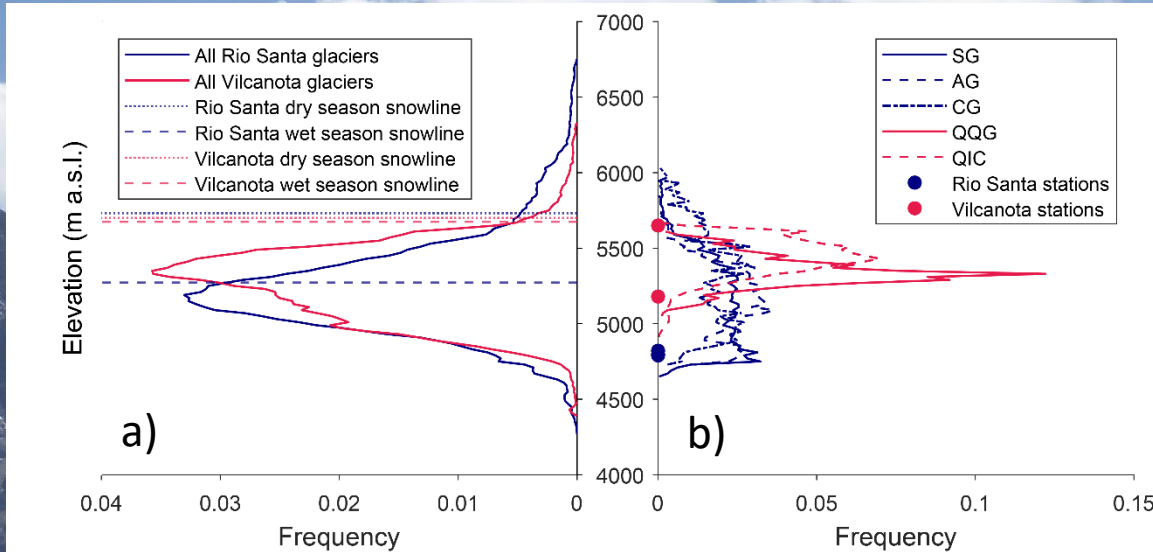 All Rio Santa glaciers
All Vilcanota glaciers
Rio Santa dry season snowline
Rio Santa wet season snowline
Vilcanota dry season snowline
Vilcanota wet season snowline
Elevation (m a.s.l.)
a)
0.04 0.03 0.02 0.01 0
Frequency
7000
6500
6000
5500
5000
4500
4000
SG
AG
CG
QQG
QIC
Rio Santa stations
Vilcanota stations
b)
0 0.05 0.1 0.15
Frequency